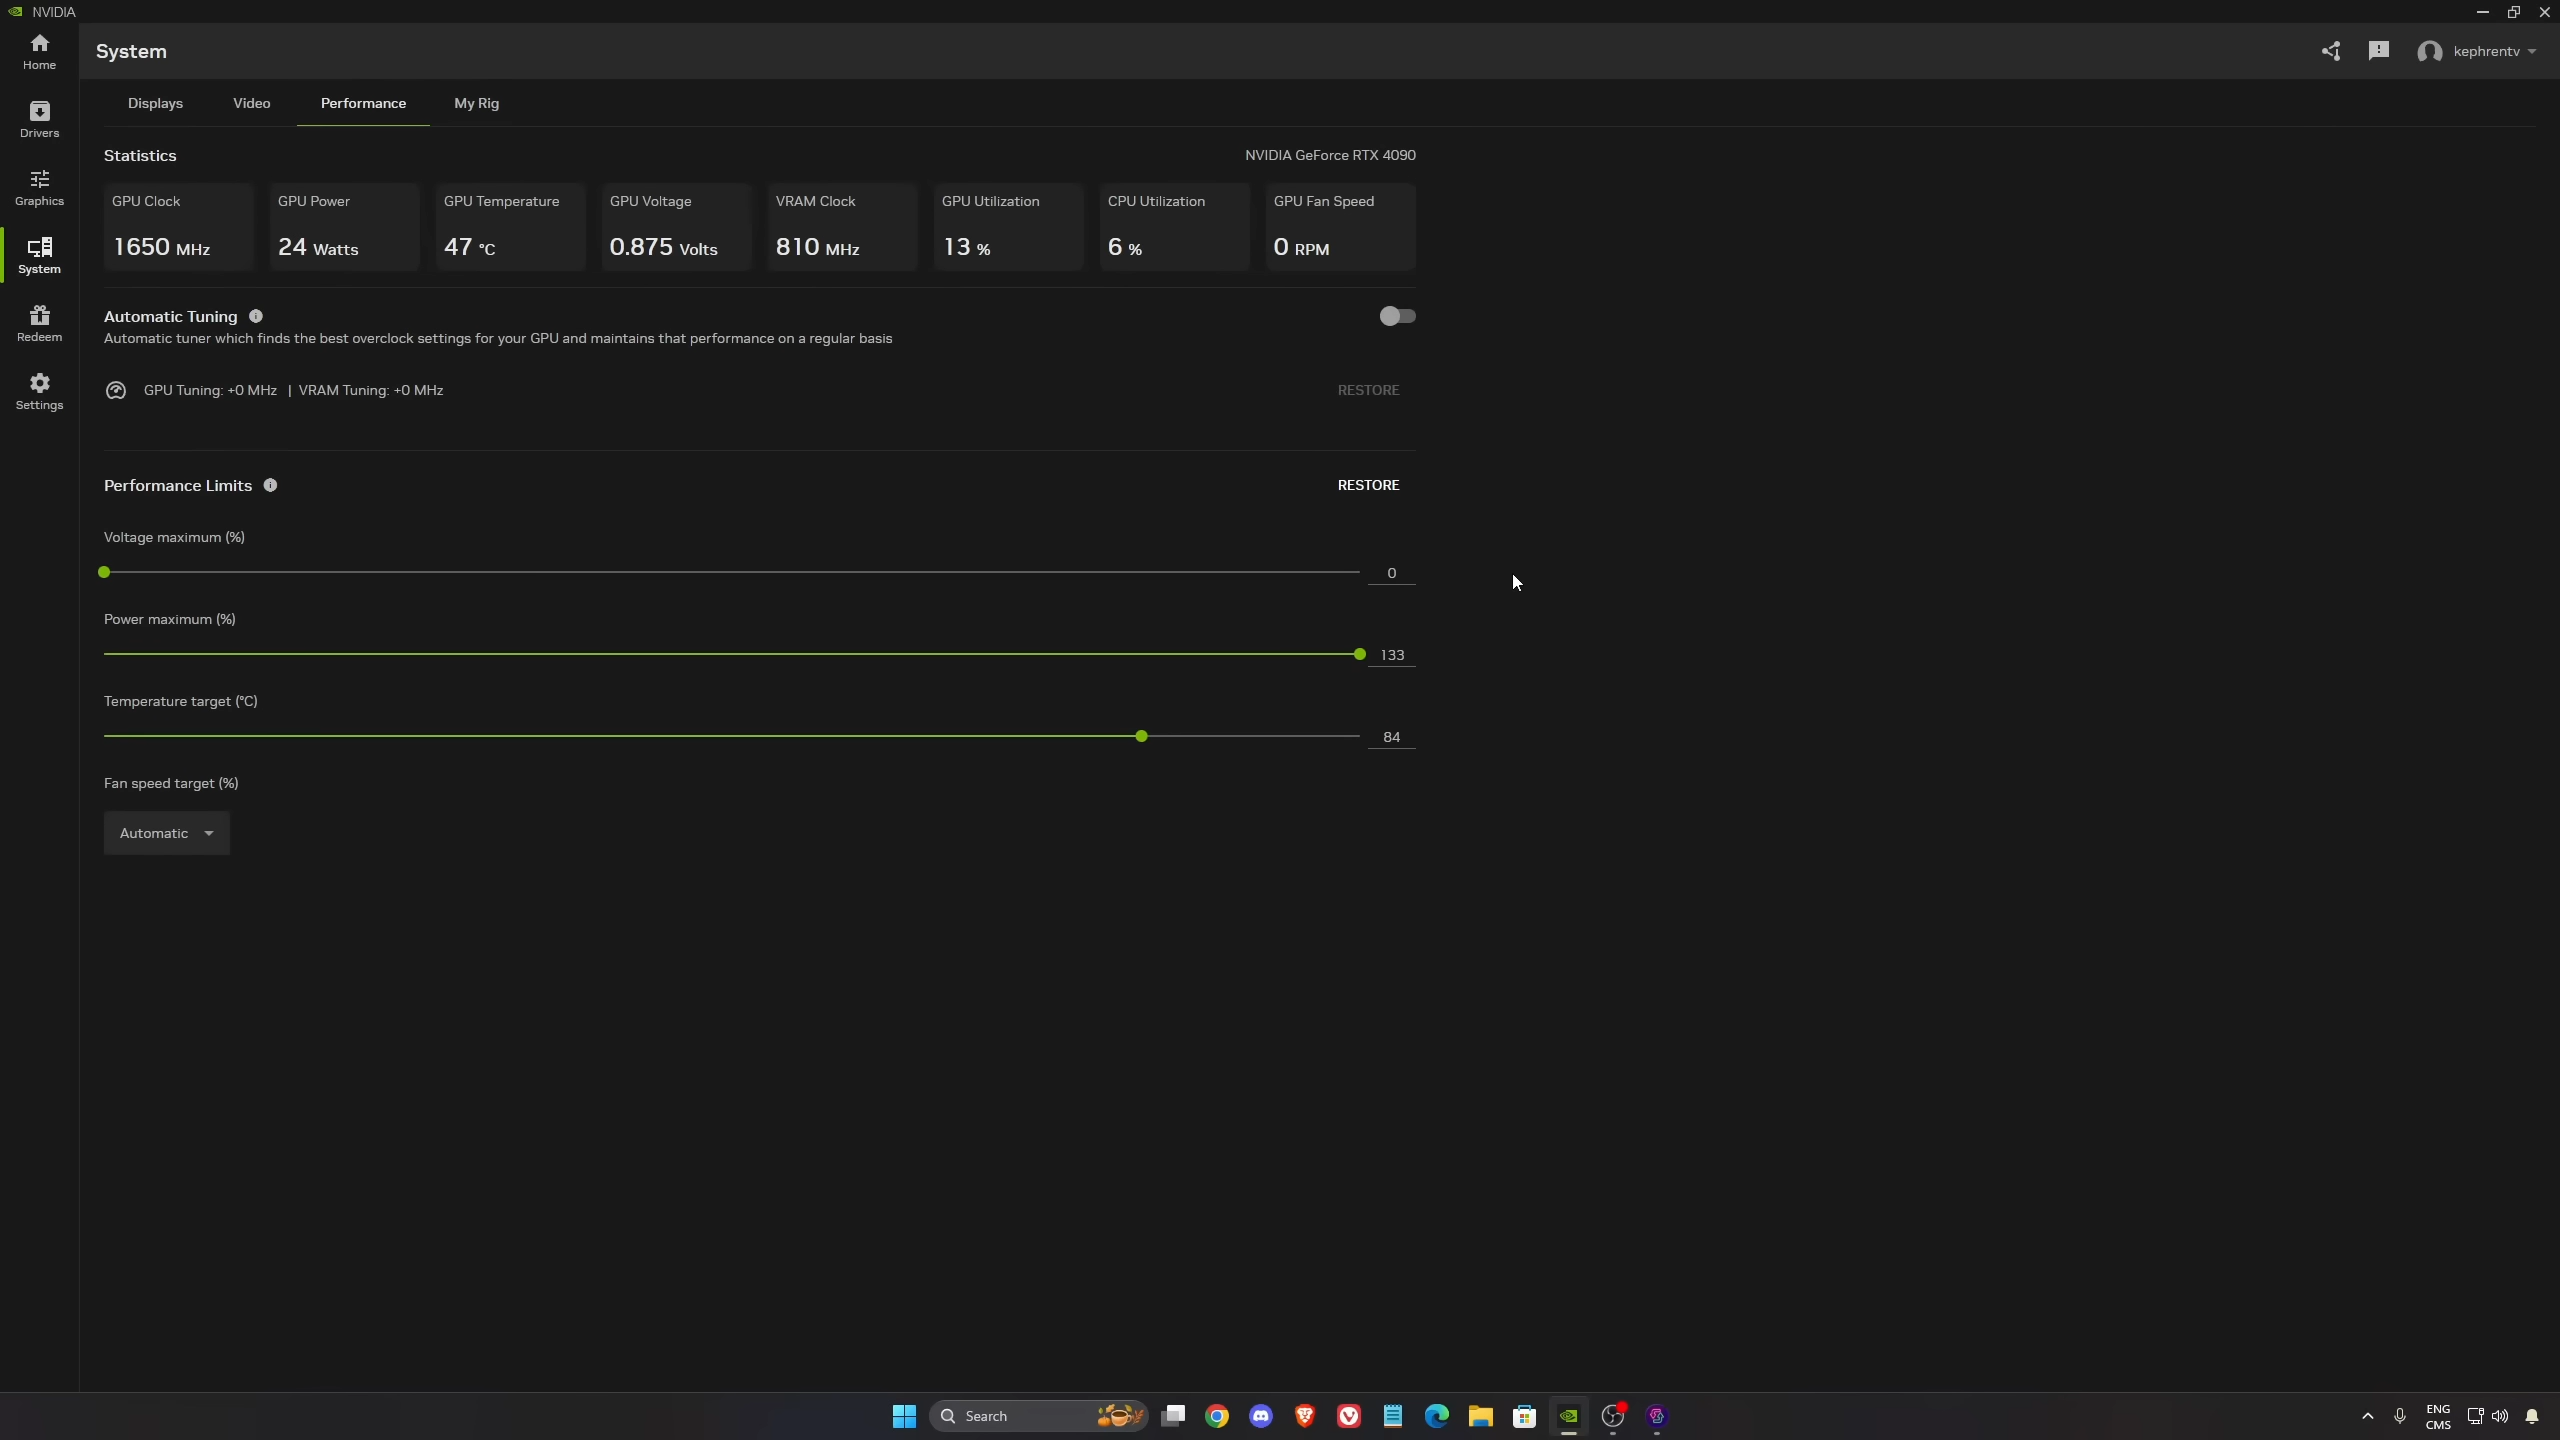 NVIDIA
Home
Drivers
Graphics
System
Redeem
Settings
System
kephrentv
Displays
Video
Performance
My Rig
Statistics
NVIDIA GeForce RTX 4090
GPU Clock
1650 MHz
GPU Power
24 Watts
GPU Temperature
47 °C
GPU Voltage
0.875 Volts
VRAM Clock
810 MHz
GPU Utilization
13 %
CPU Utilization
6 %
GPU Fan Speed
0 RPM
Automatic Tuning
Automatic tuner which finds the best overclock settings for your GPU and maintains that performance on a regular basis
GPU Tuning: +0 MHz | VRAM Tuning: +0 MHz
RESTORE
Performance Limits
RESTORE
Voltage maximum (%)
0
Power maximum (%)
133
Temperature target (°C)
84
Fan speed target (%)
Automatic
Search
ENG
CMS